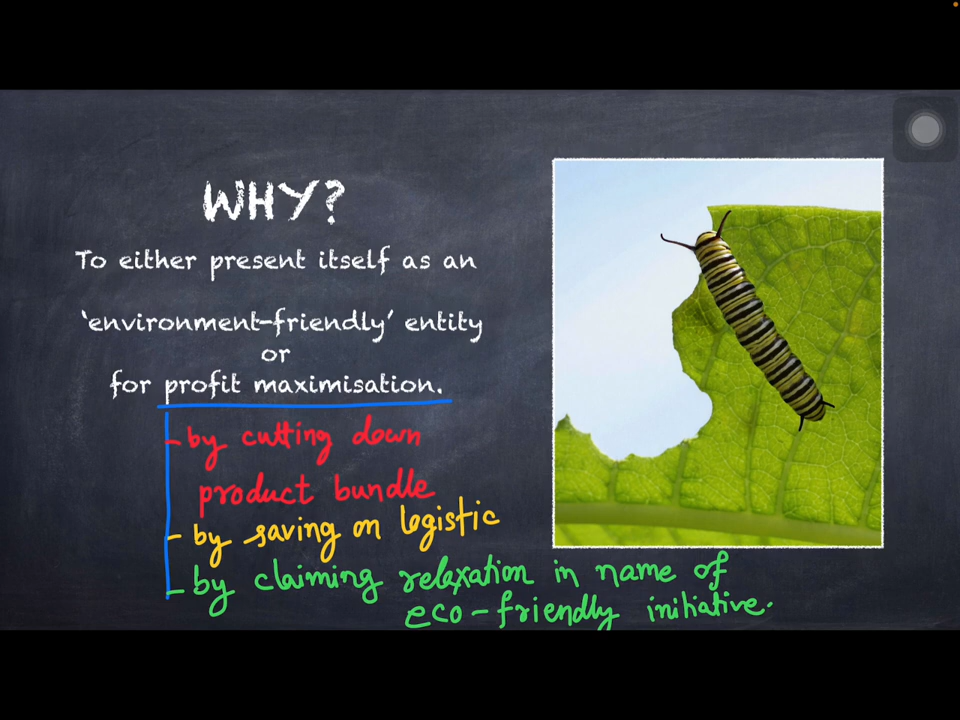 WHY?
To either present itself as an
‘environment-friendly’ entity
or
for profit maximisation.
- by cutting down
product bundle
- by saving on logistic
- by claiming relaxation in name of
eco-friendly initiative.